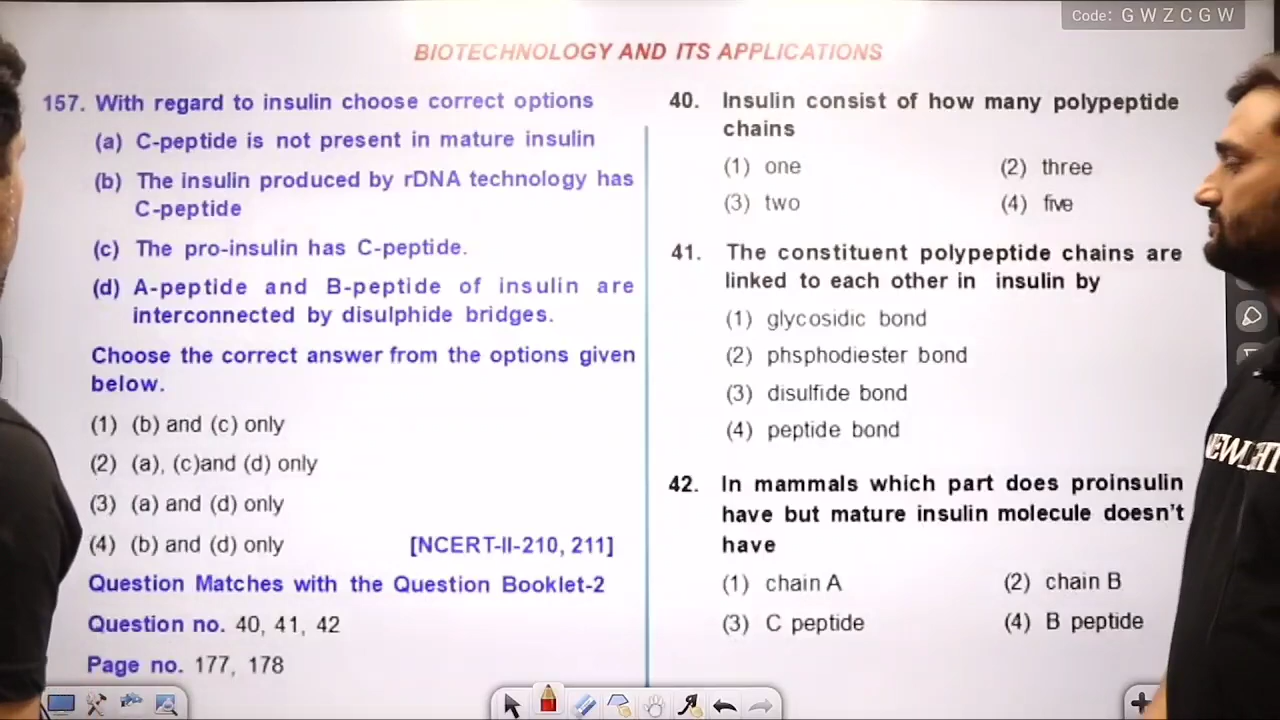 Code: G W Z C G W
BIOTECHNOLOGY AND ITS APPLICATIONS
157. With regard to insulin choose correct options
(a) C-peptide is not present in mature insulin
(b) The insulin produced by rDNA technology has
C-peptide
(c) The pro-insulin has C-peptide.
(d) A-peptide and B-peptide of insulin are
interconnected by disulphide bridges.
Choose the correct answer from the options given
below.
(1) (b) and (c) only
(2) (a), (c)and (d) only
(3) (a) and (d) only
(4) (b) and (d) only [NCERT-II-210, 211]
Question Matches with the Question Booklet-2
Question no. 40, 41, 42
Page no. 177, 178
40. Insulin consist of how many polypeptide
chains
(1) one (2) three
(3) two (4) five
41. The constituent polypeptide chains are
linked to each other in insulin by
(1) glycosidic bond
(2) phsphodiester bond
(3) disulfide bond
(4) peptide bond
42. In mammals which part does proinsulin
have but mature insulin molecule doesn't
have
(1) chain A (2) chain B
(3) C peptide (4) B peptide